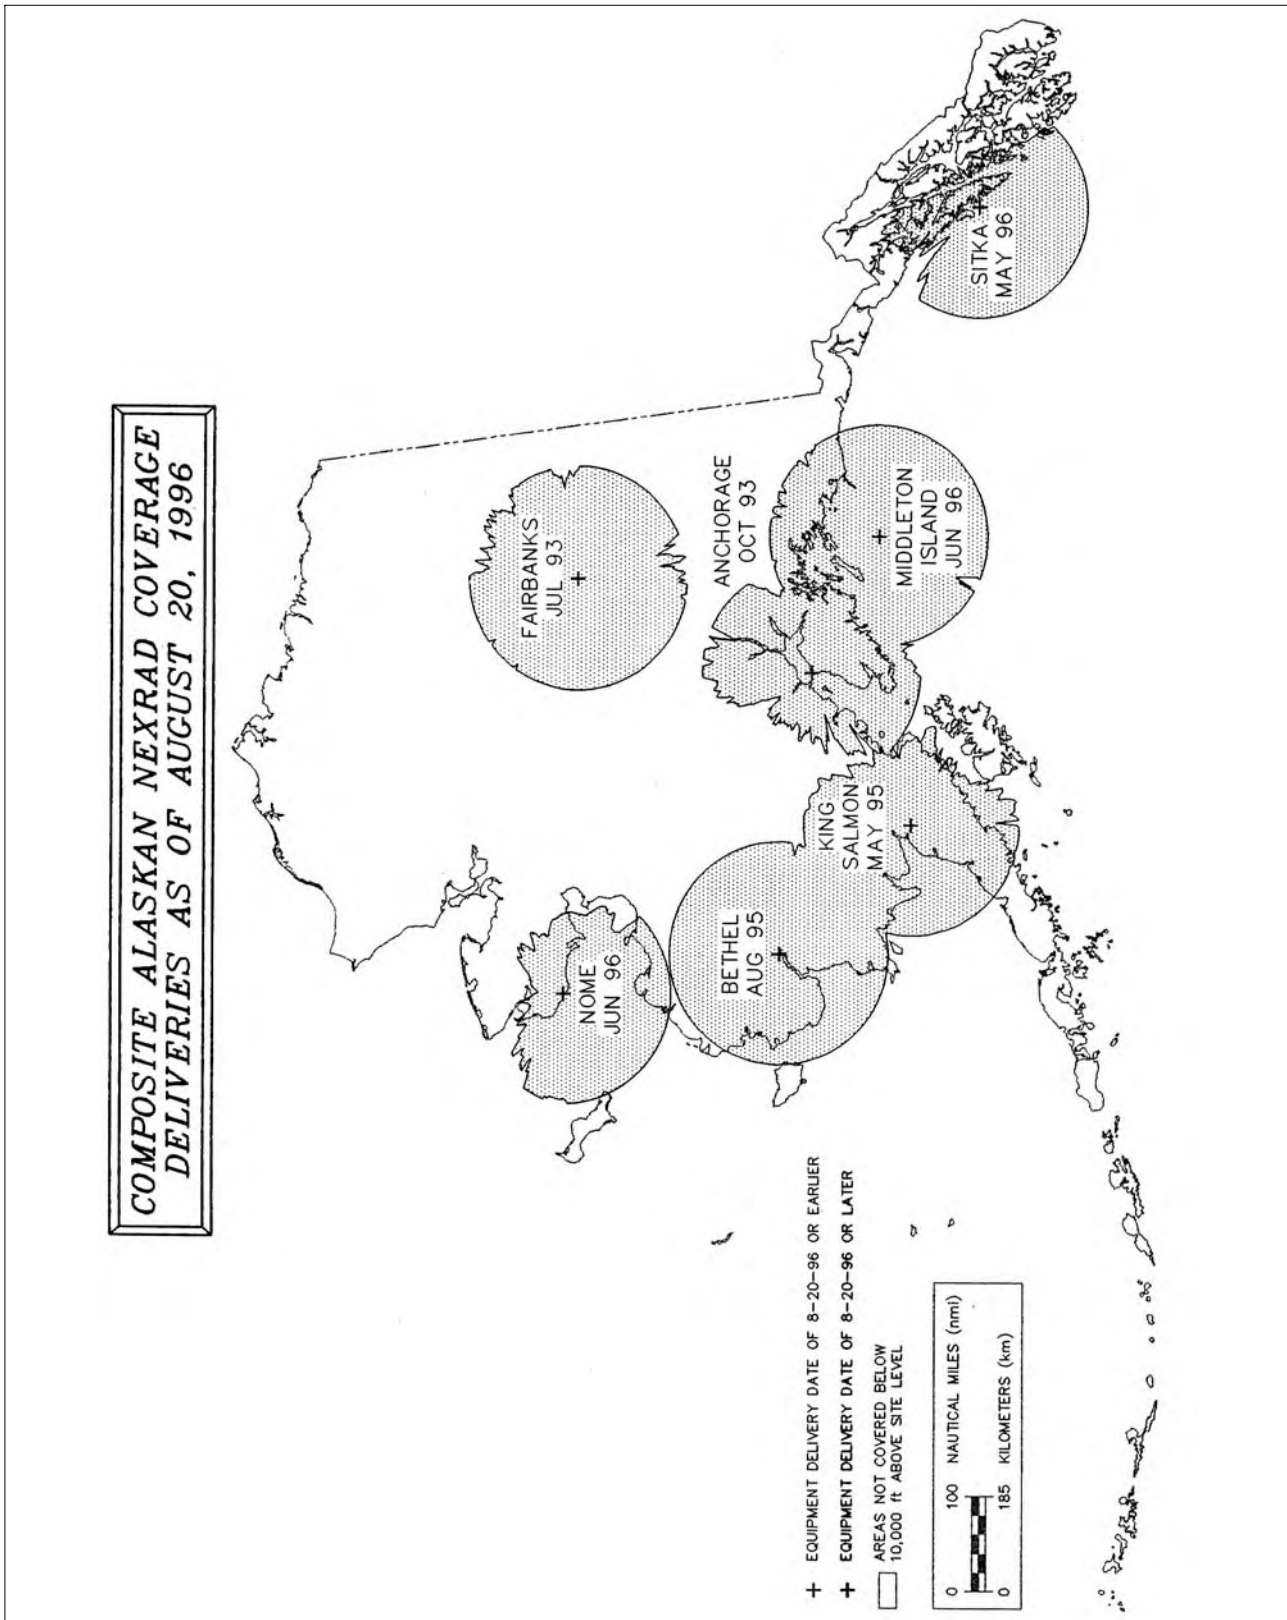 COMPOSITE ALASKAN NEXRAD COVERAGE
DELIVERIES AS OF AUGUST 20, 1996
FAIRBANKS
JUL 93
NOME
JUN 96
ANCHORAGE
OCT 93
BETHEL
AUG 95
KING
SALMON
MAY 95
MIDDLETON
ISLAND
JUN 96
SITKA
MAY 96
+ EQUIPMENT DELIVERY DATE OF 8-20-96 OR EARLIER
+ EQUIPMENT DELIVERY DATE OF 8-20-96 OR LATER
AREAS NOT COVERED BELOW
10,000 ft ABOVE SITE LEVEL
0 100 NAUTICAL MILES (nmi)
0 185 KILOMETERS (km)